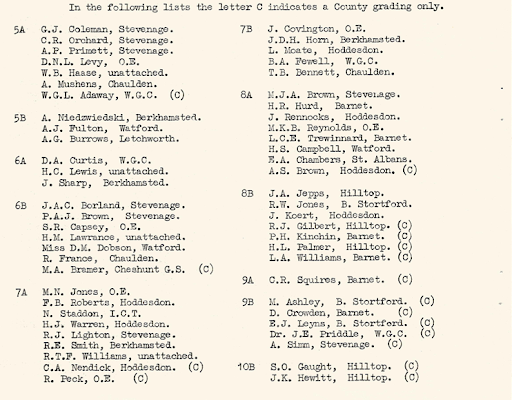 In the following lists the letter C indicates a County grading only.
5A G.J. Coleman, Stevenage.
C.R. Orchard, Stevenage.
A.P. Primett, Stevenage.
D.N.L. Levy, O.E.
W.B. Haase, unattached.
A. Mushens, Chaulden.
W.G.L. Adaway, W.G.C. (C)
5B A. Niedzwiedski, Berkhamsted.
A.J. Fulton, Watford.
A.G. Burrows, Letchworth.
6A D.A. Curtis, W.G.C.
H.C. Lewis, unattached.
J. Sharp, Berkhamsted.
6B J.A.C. Borland, Stevenage.
P.A.J. Brown, Stevenage.
S.R. Capsey, O.E.
H.M. Lawrance, unattached.
Miss D.M. Dobson, Watford.
R. France, Chaulden.
M.A. Bramer, Cheshunt G.S. (C)
7A M.N. Jones, O.E.
F.B. Roberts, Hoddesdon.
N. Staddon, I.C.T.
H.J. Warren, Hoddesdon.
R.J. Lighton, Stevenage.
R.E. Smith, Berkhamsted.
R.T.F. Williams, unattached.
C.A. Nendick, Hoddesdon. (C)
R. Peck, O.E. (C)
7B J. Covington, O.E.
J.D.H. Horn, Berkhamsted.
L. Moate, Hoddesdon.
B.A. Fewell, W.G.C.
T.B. Bennett, Chaulden.
8A M.J.A. Brown, Stevenage.
H.R. Hurd, Barnet.
J. Rennooks, Hoddesdon.
M.K.B. Reynolds, O.E.
L.C.E. Trewinnard, Barnet.
H.S. Campbell, Watford.
E.A. Chambers, St. Albans.
A.S. Brown, Hoddesdon. (C)
8B J.A. Jepps, Hilltop.
R.W. Jones, B. Stortford.
J. Koert, Hoddesdon.
R.J. Gilbert, Hilltop. (C)
P.H. Kinchin, Barnet. (C)
H.L. Palmer, Hilltop. (C)
L.A. Williams, Barnet. (C)
9A C.R. Squires, Barnet. (C)
9B M. Ashley, B. Stortford. (C)
D. Crowden, Barnet. (C)
E.J. Leyns, B. Stortford. (C)
Dr. J.E. Priddle, W.G.C. (C)
A. Simm, Stevenage. (C)
10B S.O. Gaught, Hilltop. (C)
J.K. Hewitt, Hilltop. (C)